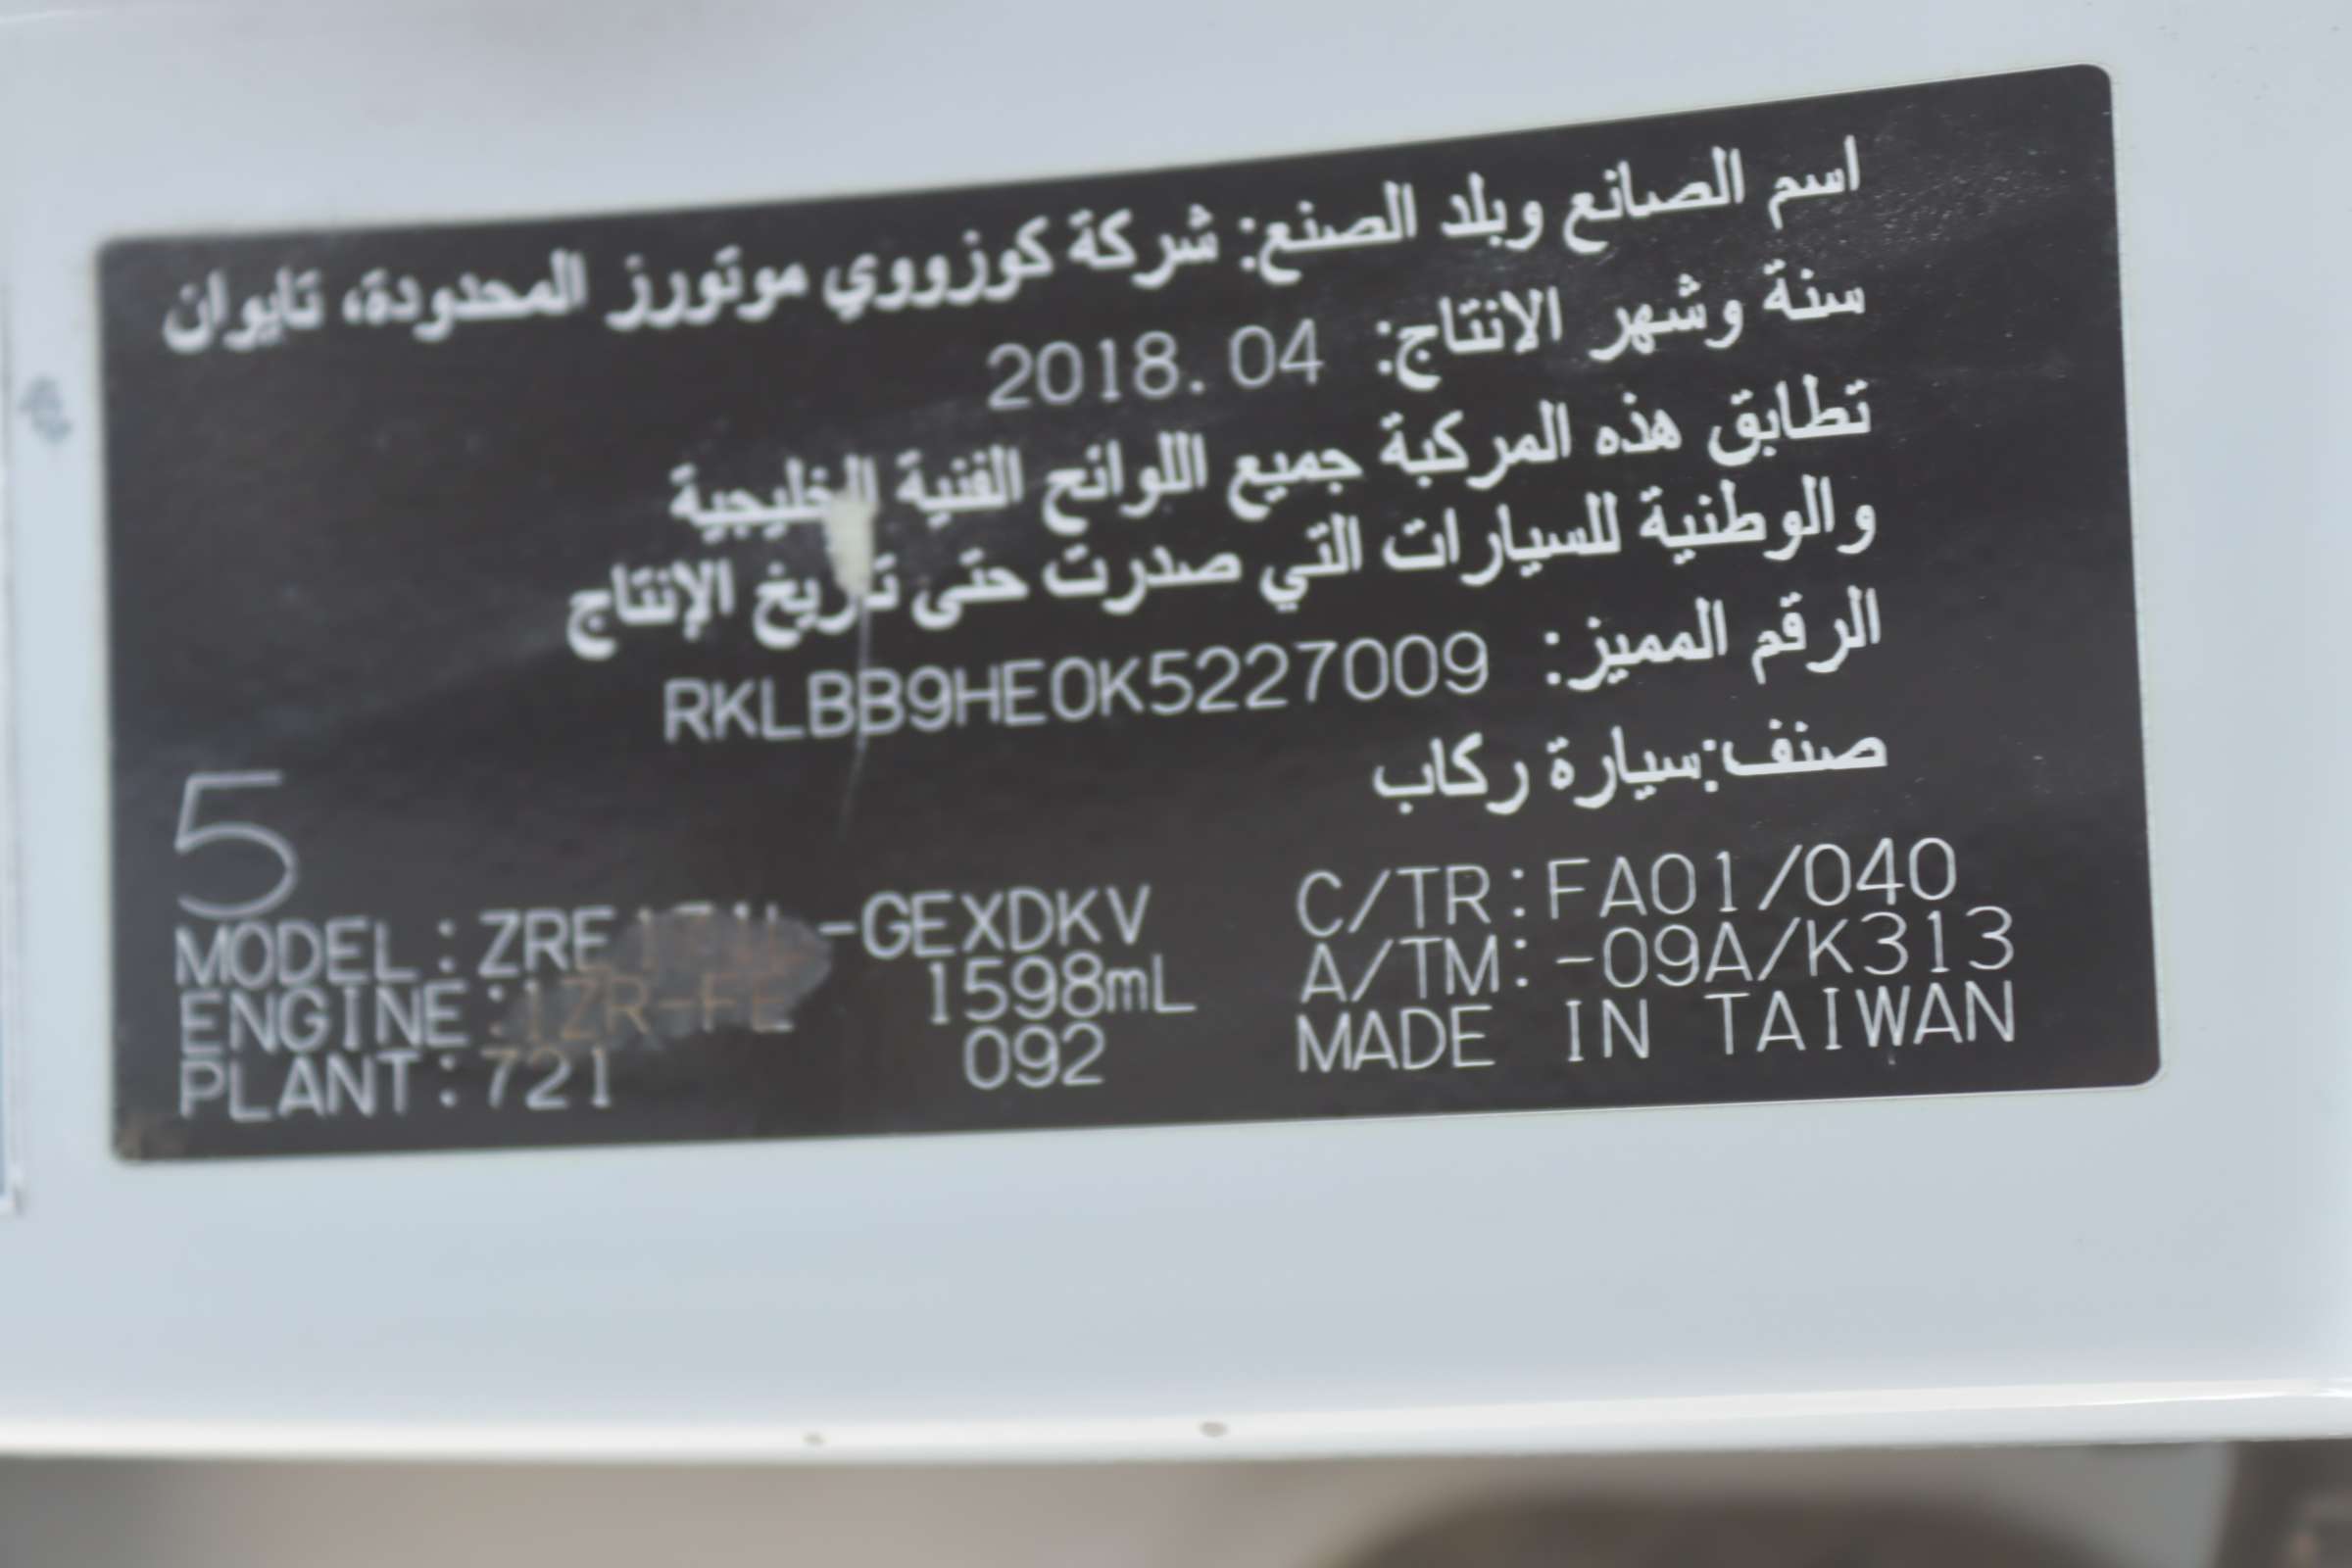 اسم الصانع وبلد الصنع: شركة كوزووي موتورز المحدودة، تايوان
سنة وشهر الانتاج: 2018.04
تطابق هذه المركبة جميع اللوائح الفنية الخليجية
والوطنية للسيارات التي صدرت حتى تاريخ الإنتاج
الرقم المميز: RKLBB9HE0K5227009
صنف:سيارة ركاب
5
MODEL: -GEXDKV C/TR:FA01/040
ENGINE:1ZR-FE 1598mL A/TM:-09A/K313
PLANT:721 092 MADE IN TAIWAN